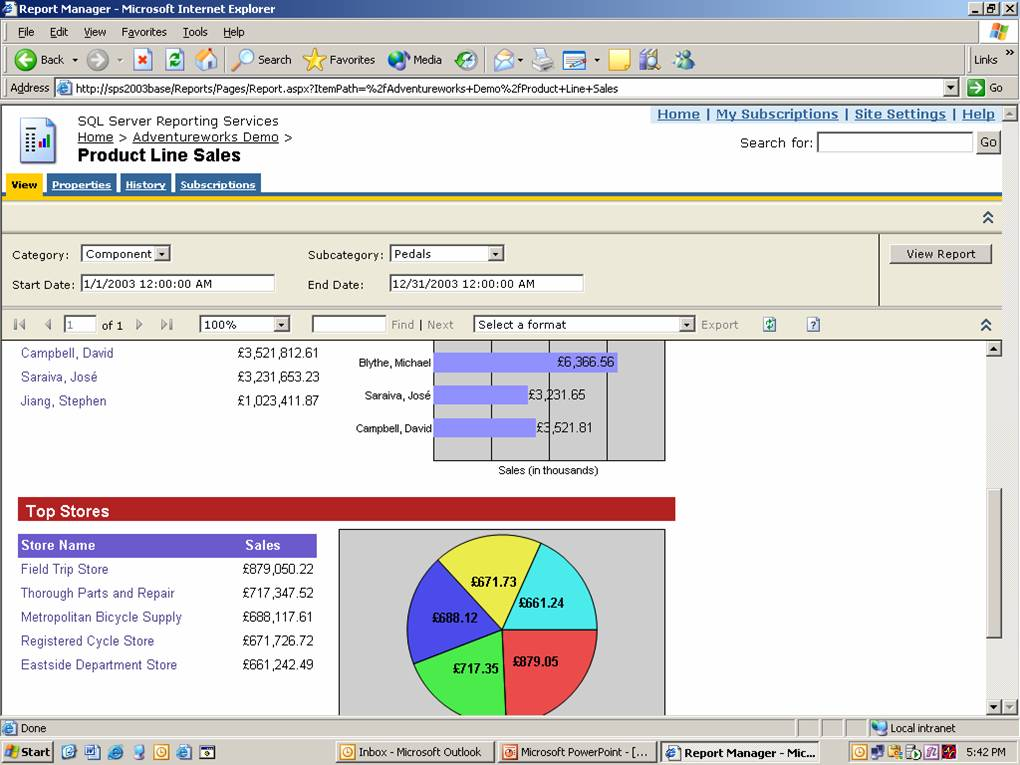 Report Manager - Microsoft Internet Explorer
File Edit View Favorites Tools Help
Back Search Favorites Media Links »
Address http://sps2003base/Reports/Pages/Report.aspx?ItemPath=%2fAdventureworks+Demo%2fProduct+Line+Sales Go
Home | My Subscriptions | Site Settings | Help
SQL Server Reporting Services
Home > Adventureworks Demo >
Product Line Sales
Search for: Go
View Properties History Subscriptions
Category: Component Subcategory: Pedals View Report
Start Date: 1/1/2003 12:00:00 AM End Date: 12/31/2003 12:00:00 AM
1 of 1 100% Find | Next Select a format Export
Campbell, David £3,521,812.61
Saraiva, José £3,231,653.23
Jiang, Stephen £1,023,411.87
Blythe, Michael £6,366.56
Saraiva, José £3,231.65
Campbell, David £3,521.81
Sales (in thousands)
Top Stores
Store Name Sales
Field Trip Store £879,050.22
Thorough Parts and Repair £717,347.52
Metropolitan Bicycle Supply £688,117.61
Registered Cycle Store £671,726.72
Eastside Department Store £661,242.49
£671.73
£661.24
£688.12
£879.05
£717.35
Done Local intranet
Start Inbox - Microsoft Outlook Microsoft PowerPoint - [... Report Manager - Mic... 5:42 PM